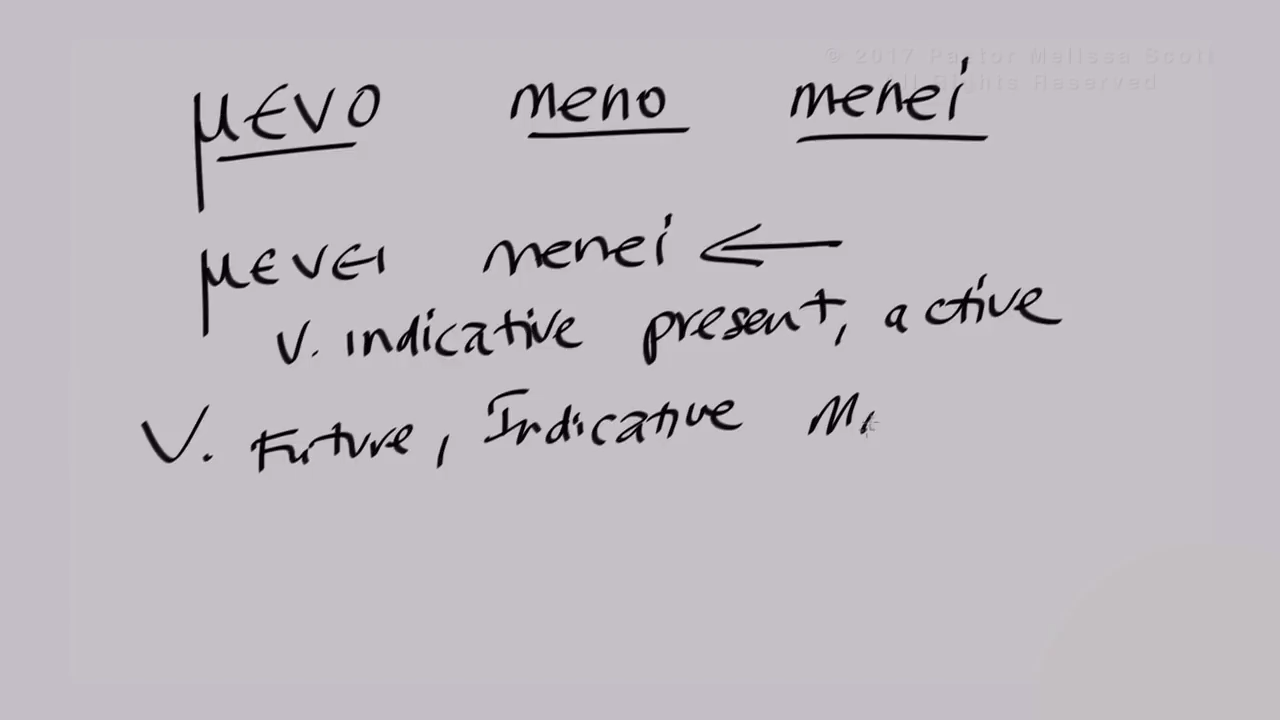 © 2017 Pastor Melissa Scott
All Rights Reserved
μενο meno menei
μενει menei
v. indicative present, active
V. Future, Indicative